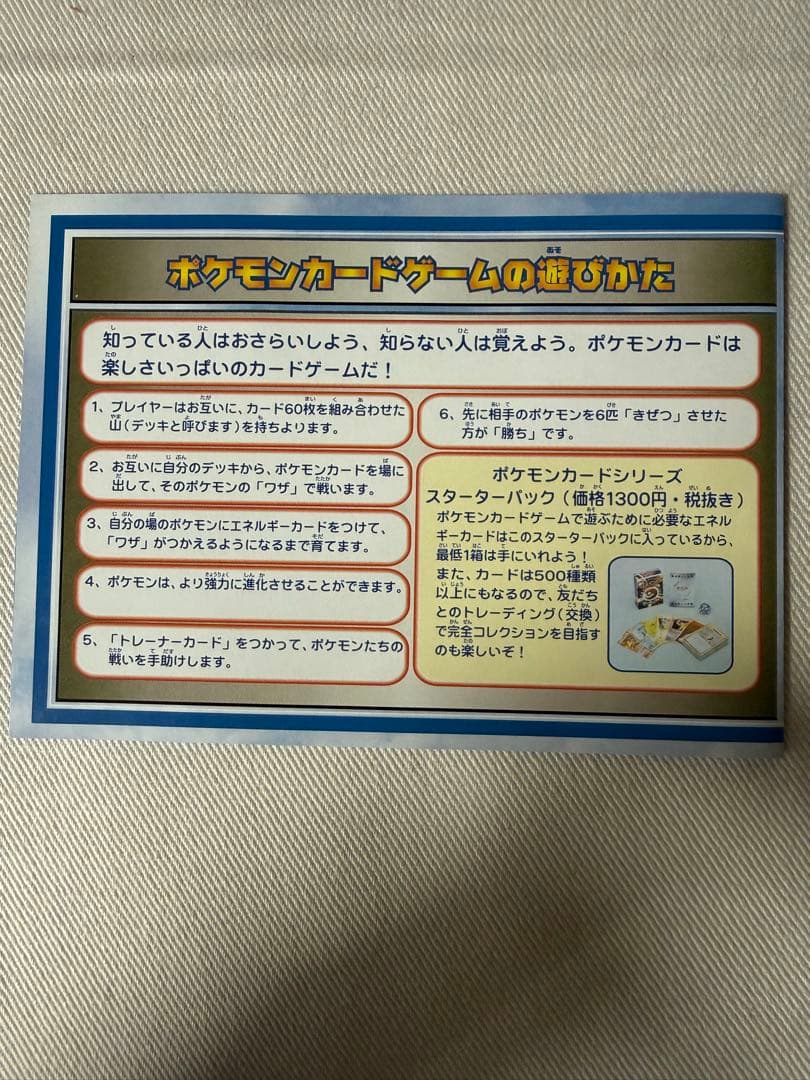 ポケモンカードゲームの遊びかた
知っている人はおさらいしよう、知らない人は覚えよう。ポケモンカードは
楽しさいっぱいのカードゲームだ！
1、プレイヤーはお互いに、カード60枚を組み合わせた
山（デッキと呼びます）を持ちよります。
2、お互いに自分のデッキから、ポケモンカードを場に
出して、そのポケモンの「ワザ」で戦います。
3、自分の場のポケモンにエネルギーカードをつけて、
「ワザ」がつかえるようになるまで育てます。
4、ポケモンは、より強力に進化させることができます。
5、「トレーナーカード」をつかって、ポケモンたちの
戦いを手助けします。
6、先に相手のポケモンを6匹「きぜつ」させた
方が「勝ち」です。
ポケモンカードシリーズ
スターターパック（価格1300円・税抜き）
ポケモンカードゲームで遊ぶために必要なエネル
ギーカードはこのスターターパックに入っているから、
最低1箱は手にいれよう！
また、カードは500種類
以上にもなるので、友だち
とのトレーディング（交換）
で完全コレクションを目指す
のも楽しいぞ！